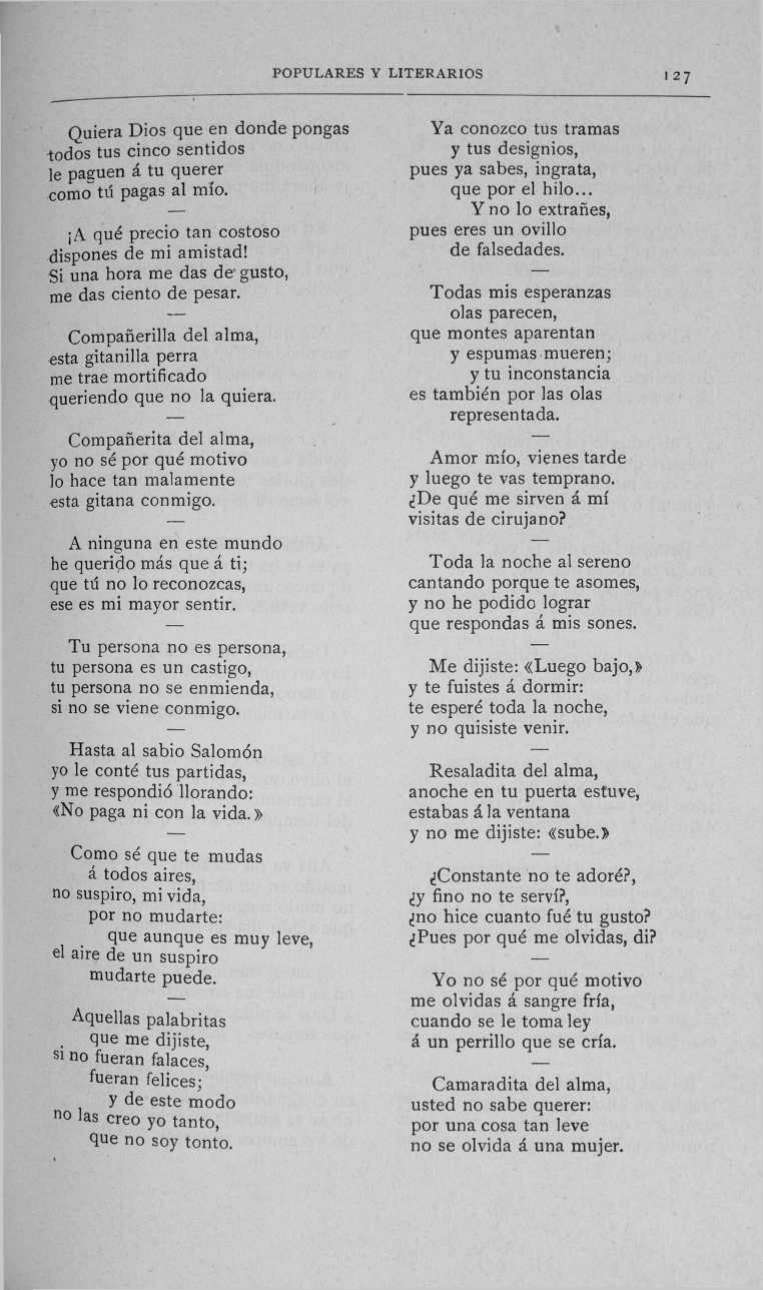 POPULARES Y LITERARIOS 127
Quiera Dios que en donde pongas
todos tus cinco sentidos
le paguen á tu querer
como tú pagas al mío.
—
¡A qué precio tan costoso
dispones de mi amistad!
Si una hora me das de gusto,
me das ciento de pesar.
—
Compañerilla del alma,
esta gitanilla perra
me trae mortificado
queriendo que no la quiera.
—
Compañerita del alma,
yo no sé por qué motivo
lo hace tan malamente
esta gitana conmigo.
—
A ninguna en este mundo
he querido más que á ti;
que tú no lo reconozcas,
ese es mi mayor sentir.
—
Tu persona no es persona,
tu persona es un castigo,
tu persona no se enmienda,
si no se viene conmigo.
—
Hasta al sabio Salomón
yo le conté tus partidas,
y me respondió llorando:
«No paga ni con la vida.»
—
Como sé que te mudas
á todos aires,
no suspiro, mi vida,
por no mudarte:
que aunque es muy leve,
el aire de un suspiro
mudarte puede.
—
Aquellas palabritas
que me dijiste,
si no fueran falaces,
fueran felices;
y de este modo
no las creo yo tanto,
que no soy tonto.
Ya conozco tus tramas
y tus designios,
pues ya sabes, ingrata,
que por el hilo...
Y no lo extrañes,
pues eres un ovillo
de falsedades.
—
Todas mis esperanzas
olas parecen,
que montes aparentan
y espumas mueren;
y tu inconstancia
es también por las olas
representada.
—
Amor mío, vienes tarde
y luego te vas temprano.
¿De qué me sirven á mí
visitas de cirujano?
—
Toda la noche al sereno
cantando porque te asomes,
y no he podido lograr
que respondas á mis sones.
—
Me dijiste: «Luego bajo,»
y te fuistes á dormir:
te esperé toda la noche,
y no quisiste venir.
—
Resaladita del alma,
anoche en tu puerta estuve,
estabas á la ventana
y no me dijiste: «sube.»
—
¿Constante no te adoré?,
¿y fino no te serví?,
¿no hice cuanto fué tu gusto?
¿Pues por qué me olvidas, di?
—
Yo no sé por qué motivo
me olvidas á sangre fría,
cuando se le toma ley
á un perrillo que se cría.
—
Camaradita del alma,
usted no sabe querer:
por una cosa tan leve
no se olvida á una mujer.